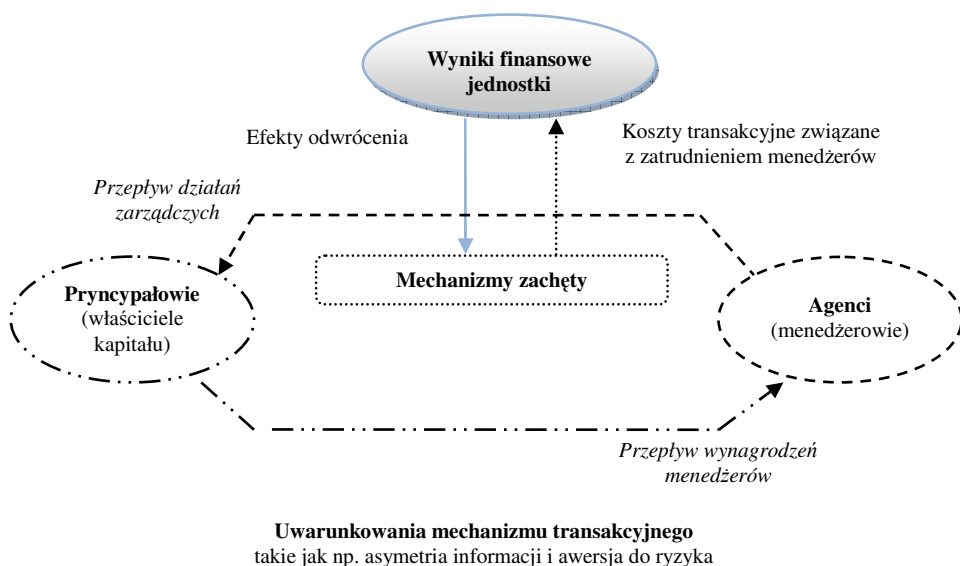 Wyniki finansowe
jednostki
Efekty odwrócenia
Koszty transakcyjne związane
z zatrudnieniem menedżerów
Przepływ działań
zarządczych
Mechanizmy zachęty
Pryncypałowie
(właściciele
kapitału)
Agenci
(menedżerowie)
Przepływ wynagrodzeń
menedżerów
Uwarunkowania mechanizmu transakcyjnego
takie jak np. asymetria informacji i awersja do ryzyka